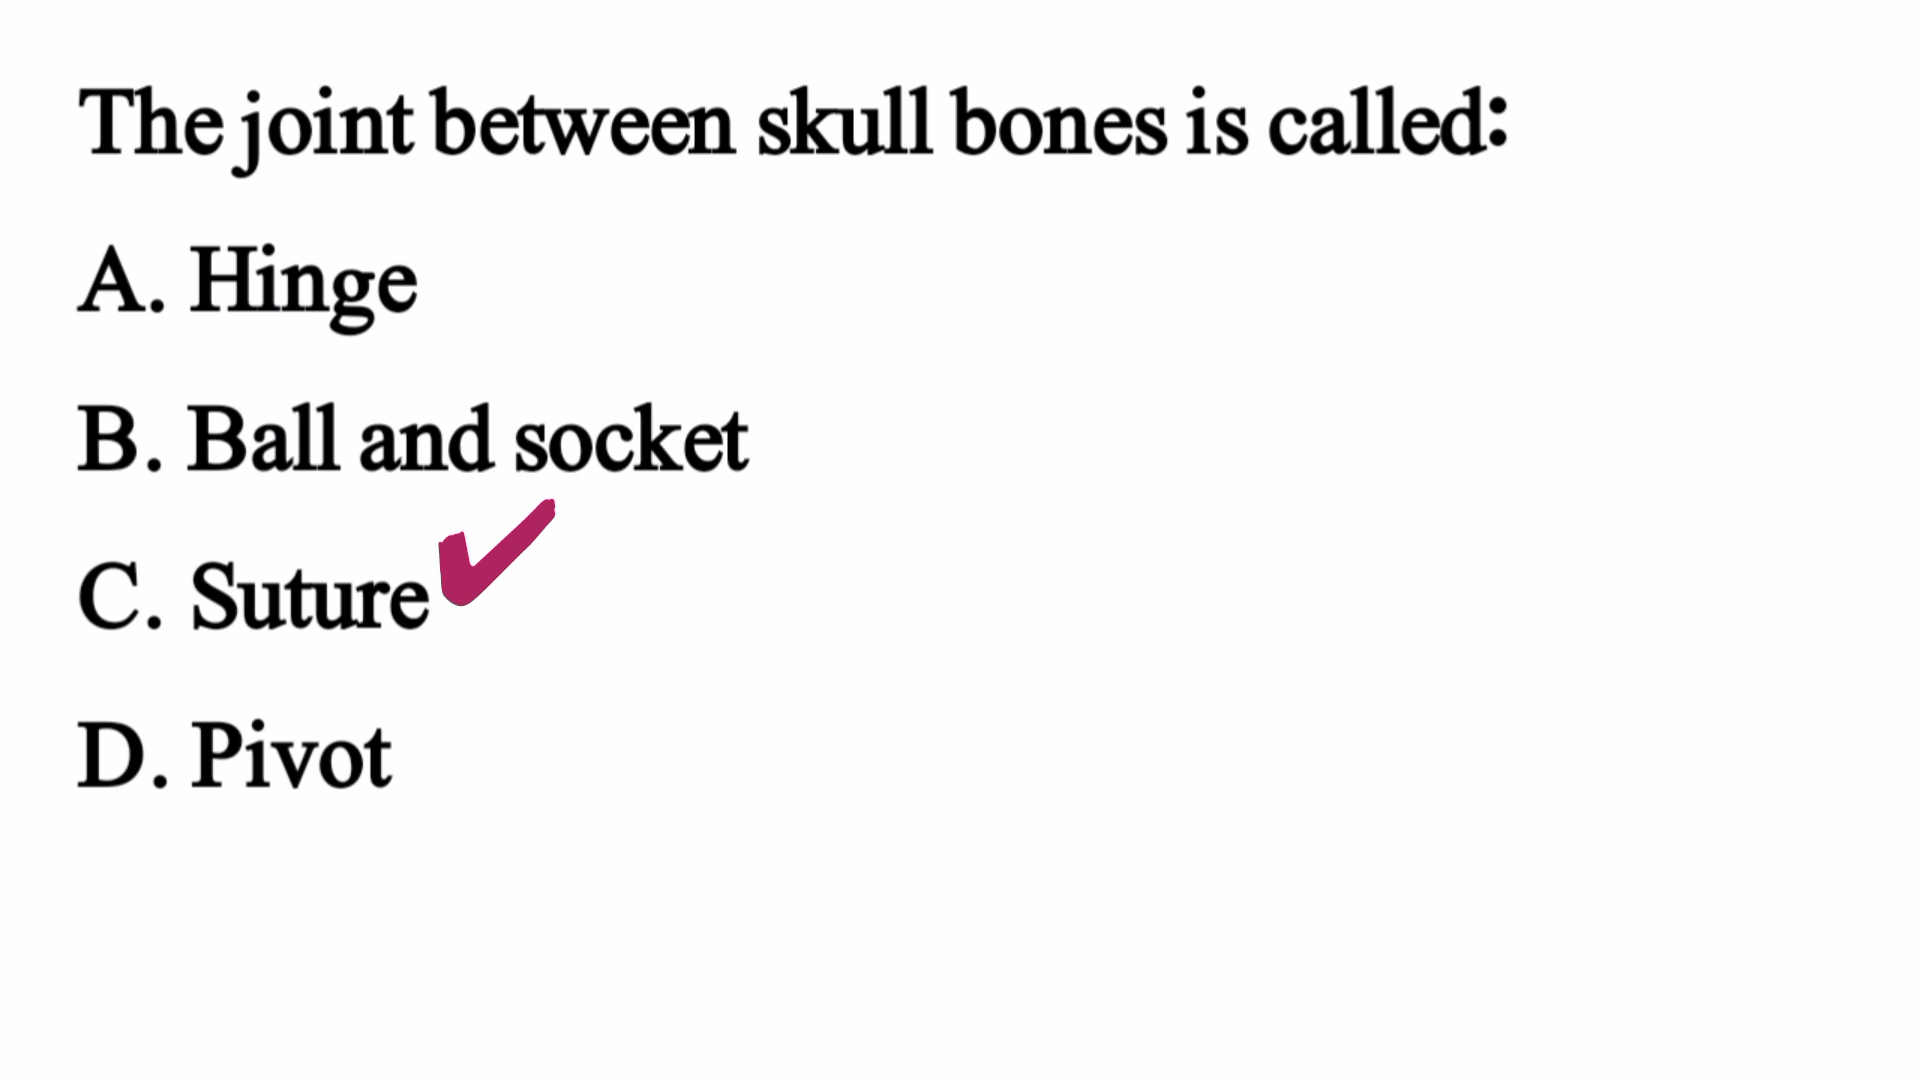 The joint between skull bones is called:
A. Hinge
B. Ball and socket
C. Suture
D. Pivot